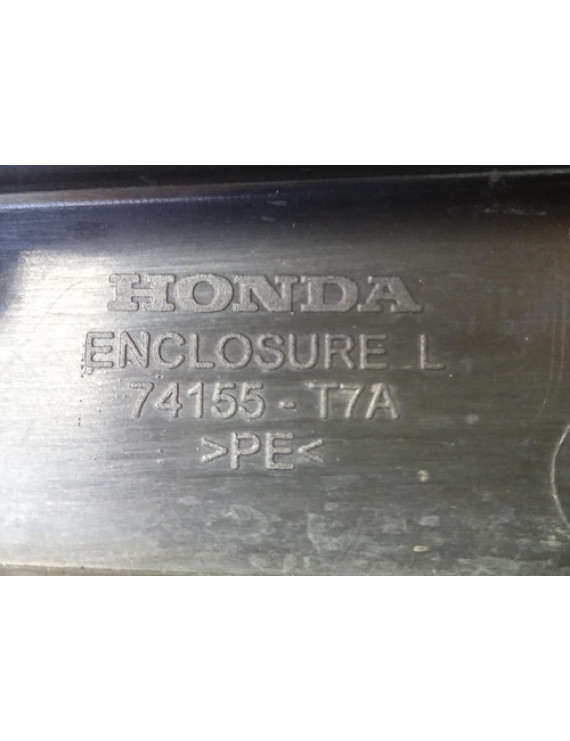 HONDA
ENCLOSURE L
74155-T7A
>PE<